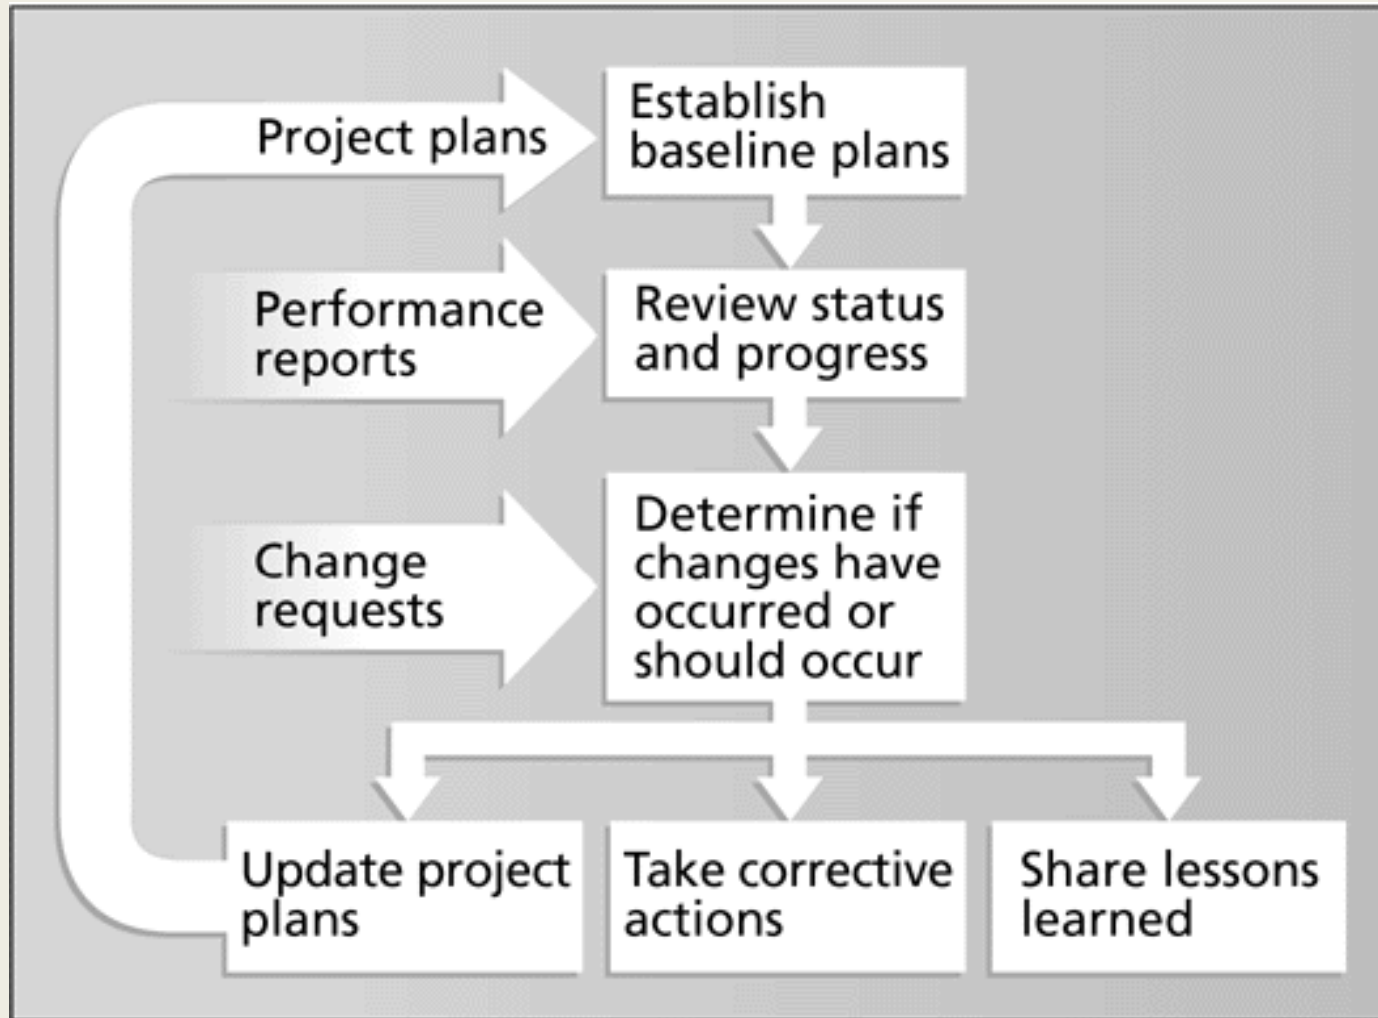 Project plans
Establish
baseline plans
Performance
reports
Review status
and progress
Change
requests
Determine if
changes have
occurred or
should occur
Update project
plans
Take corrective
actions
Share lessons
learned